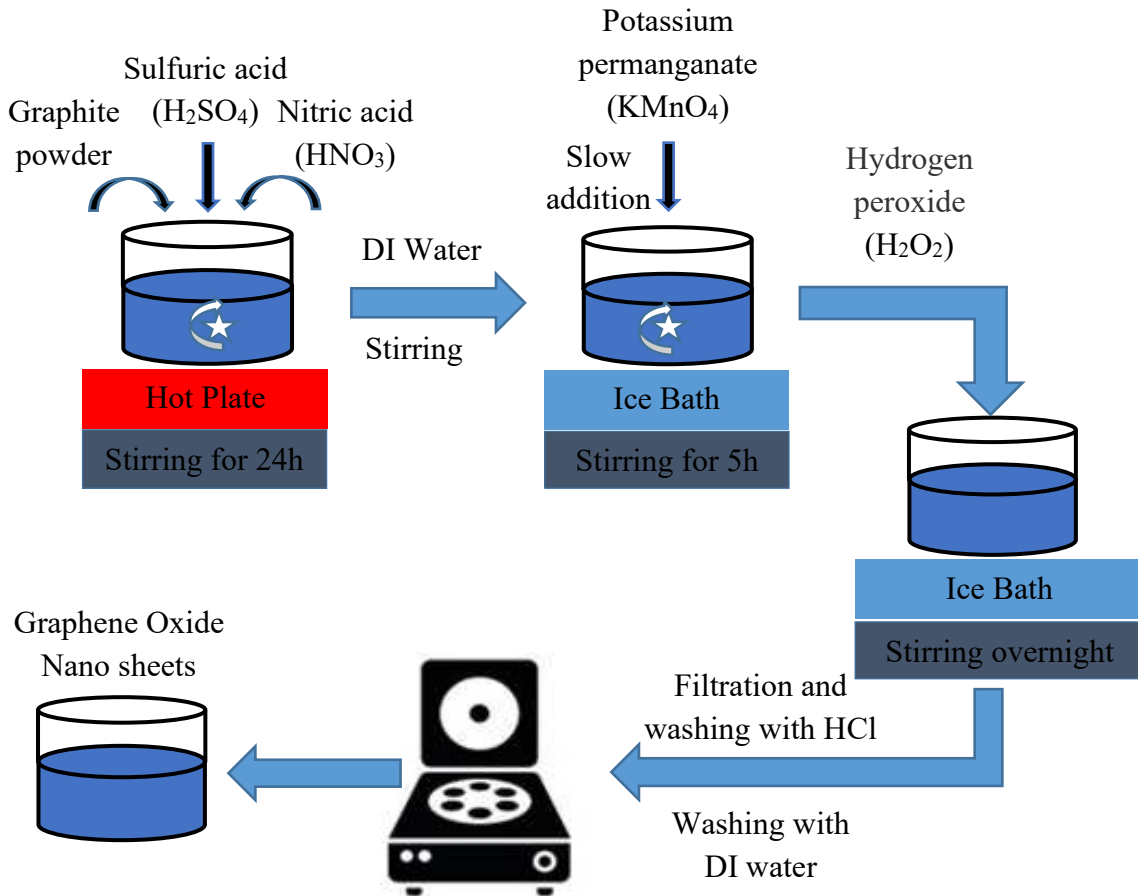 Graphite
powder
Sulfuric acid
(H₂SO₄)
Nitric acid
(HNO₃)
Hot Plate
Stirring for 24h
DI Water
Stirring
Potassium
permanganate
(KMnO₄)
Slow
addition
Ice Bath
Stirring for 5h
Hydrogen
peroxide
(H₂O₂)
Ice Bath
Stirring overnight
Filtration and
washing with HCl
Washing with
DI water
Graphene Oxide
Nano sheets